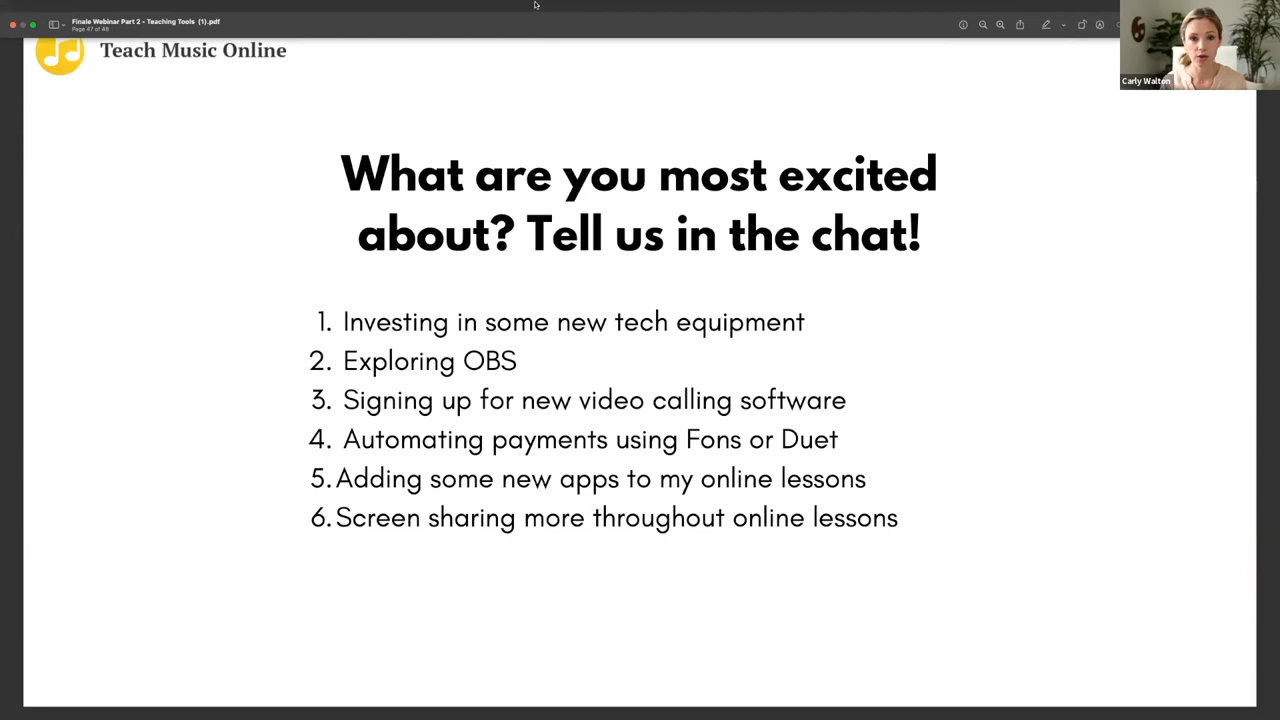 Finale Webinar Part 2 - Teaching Tools (1).pdf
Page 47 of 48
Teach Music Online
Carly Walton
What are you most excited
about? Tell us in the chat!
1. Investing in some new tech equipment
2. Exploring OBS
3. Signing up for new video calling software
4. Automating payments using Fons or Duet
5. Adding some new apps to my online lessons
6. Screen sharing more throughout online lessons